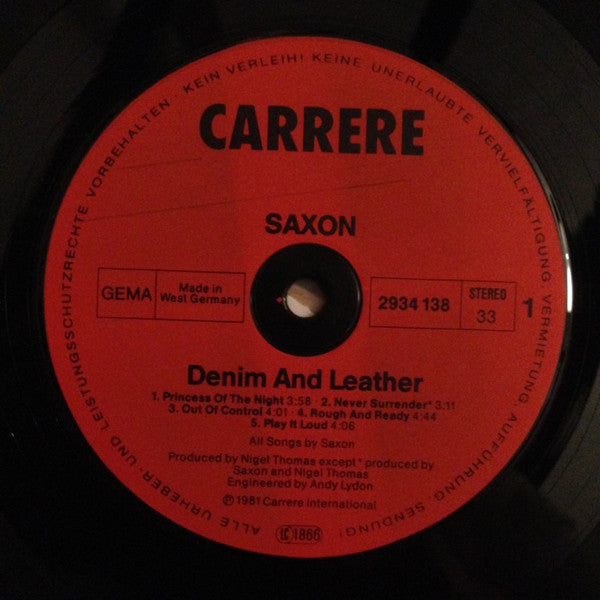 ALLE URHEBER- UND LEISTUNGSSCHUTZRECHTE VORBEHALTEN · KEIN VERLEIH! KEINE UNERLAUBTE VERVIELFÄLTIGUNG, VERMIETUNG, AUFFÜHRUNG, SENDUNG!
CARRERE
SAXON
GEMA
Made in
West Germany
2934 138
STEREO
33
1
Denim And Leather
1. Princess Of The Night 3:58 · 2. Never Surrender* 3:11
3. Out Of Control 4:01 · 4. Rough And Ready 4:44
5. Play It Loud 4:06
All Songs by Saxon
Produced by Nigel Thomas except * produced by
Saxon and Nigel Thomas
Engineered by Andy Lydon
℗ 1981 Carrere International
LC 1866